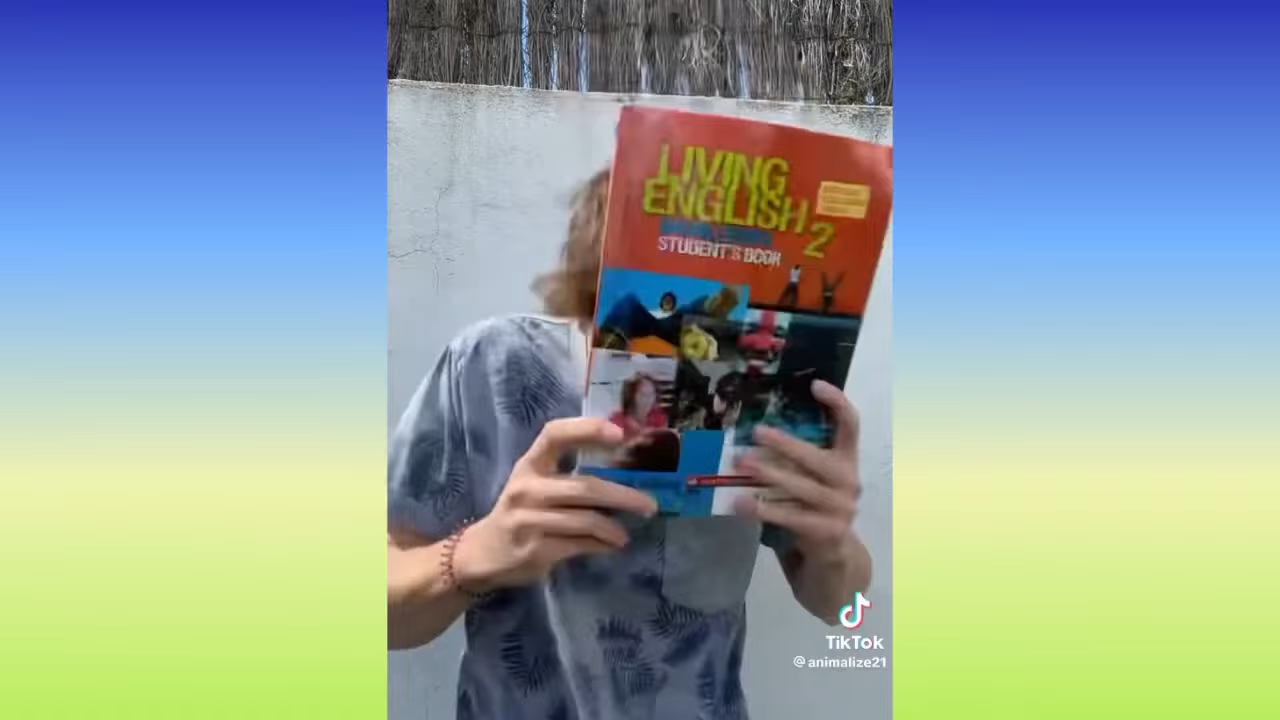 LIVING
ENGLISH 2
STUDENT'S BOOK
TikTok
@animalize21